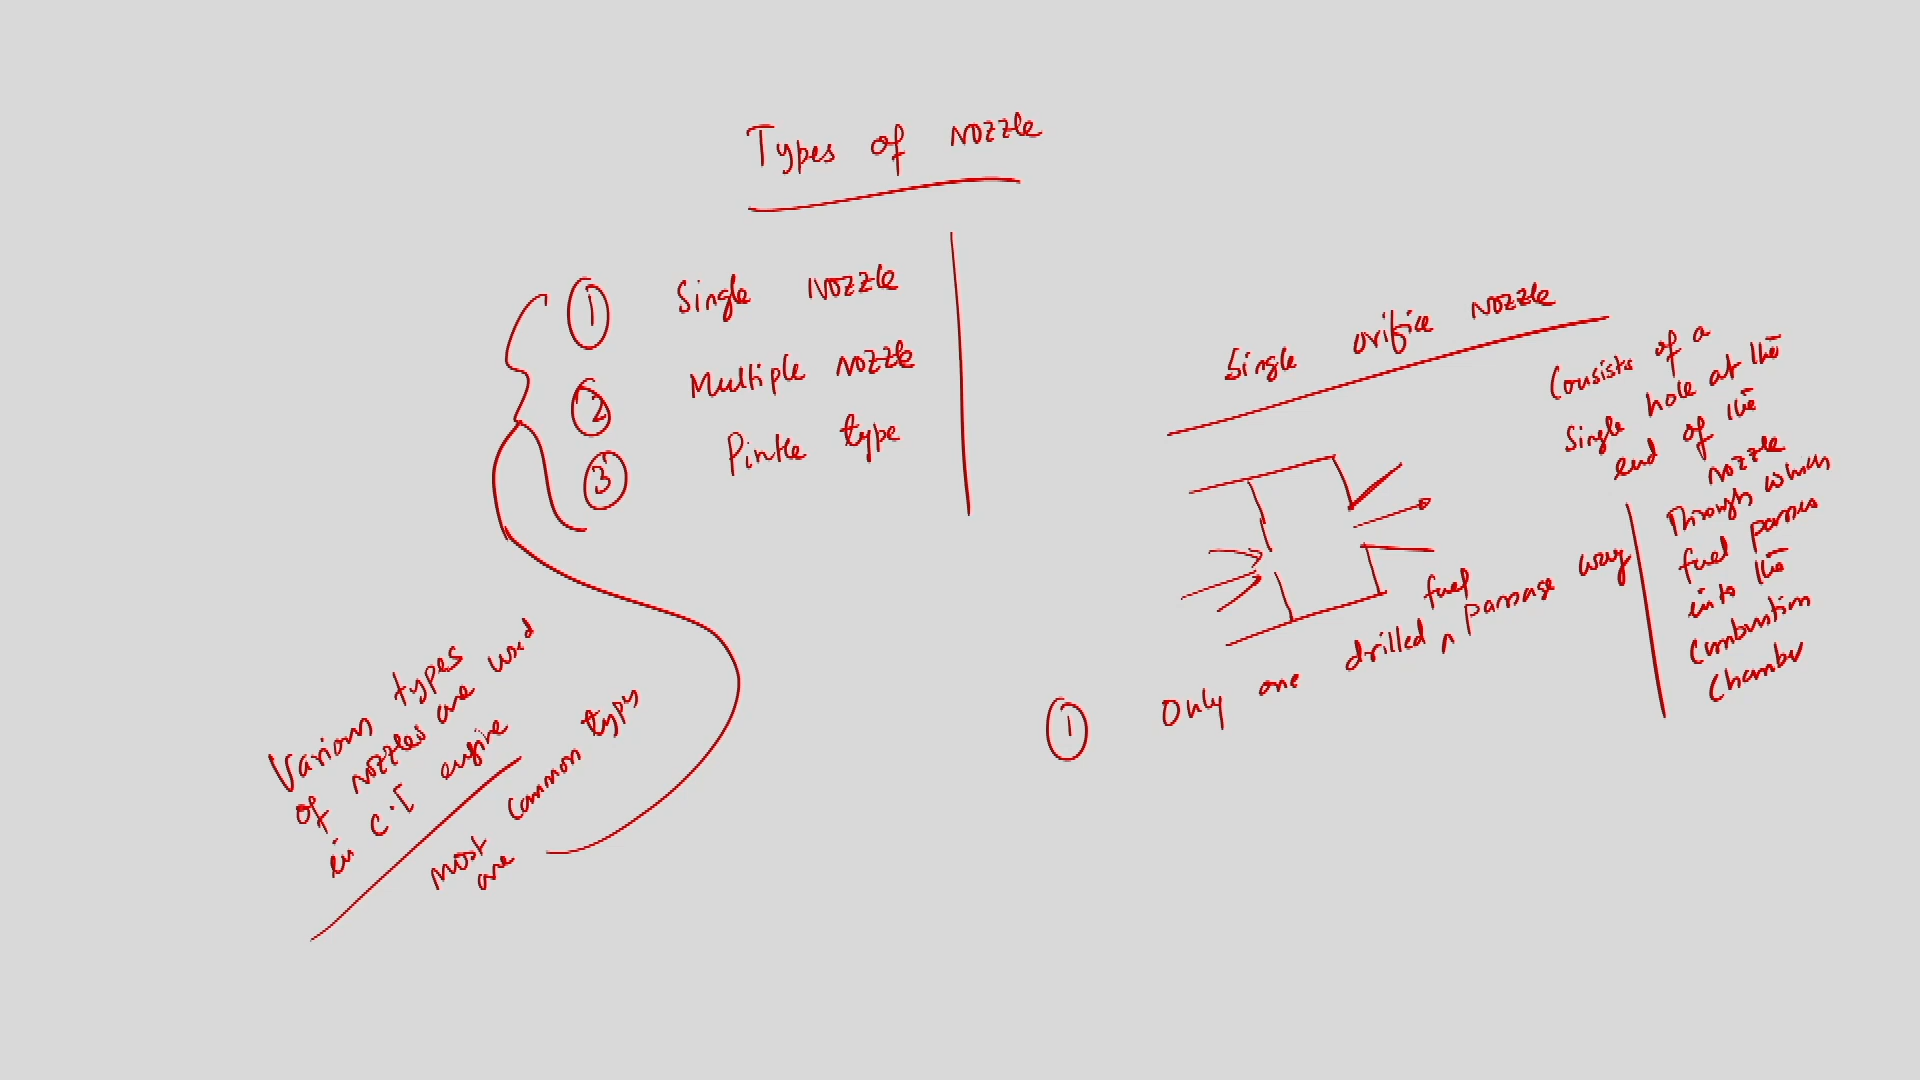 Types of nozzle
① Single Nozzle
② Multiple nozzle
③ Pintle type
Various types
of nozzles are used
in C.I engine
most common types
are
Single orifice nozzle
Consists of a
Single hole at the
end of the
nozzle
Through which
fuel passes
into the
Combustion
Chamber
fuel
① Only one drilled passage way